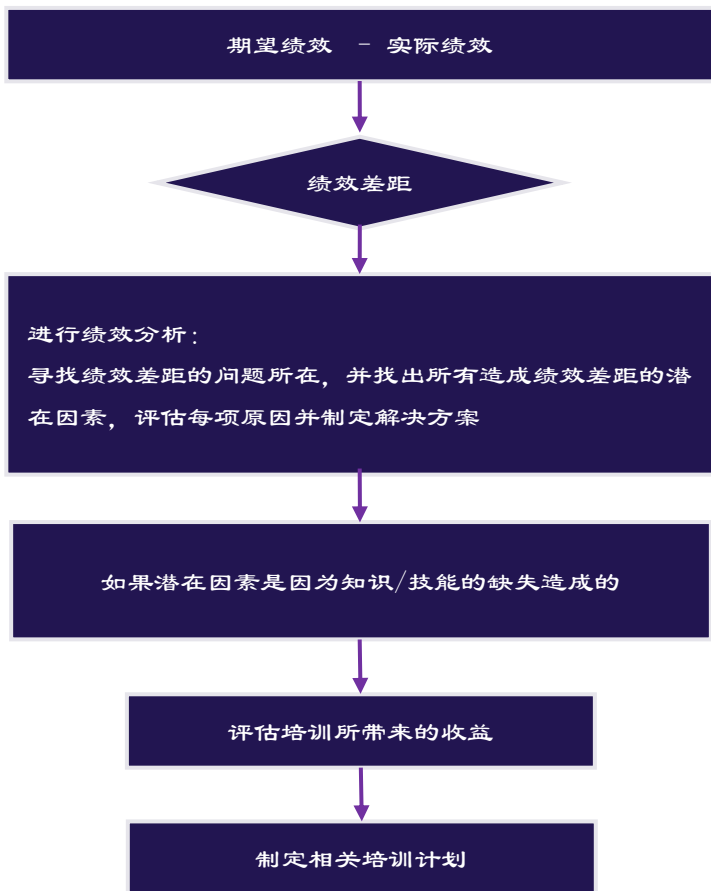 期望绩效 - 实际绩效
绩效差距
进行绩效分析：
寻找绩效差距的问题所在，并找出所有造成绩效差距的潜
在因素，评估每项原因并制定解决方案
如果潜在因素是因为知识/技能的缺失造成的
评估培训所带来的收益
制定相关培训计划